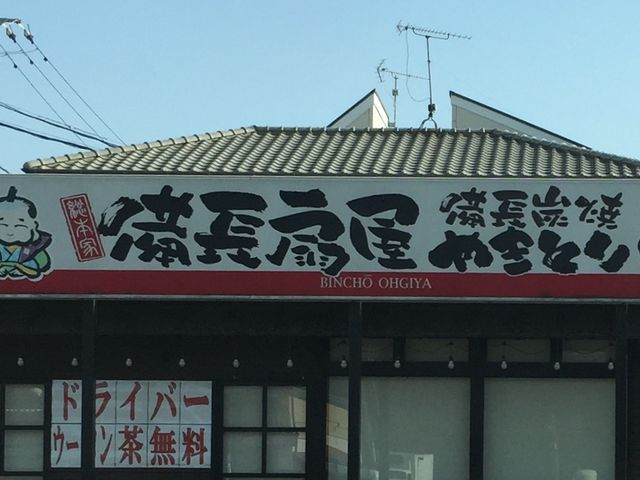 総本家
備長扇屋
備長炭焼
やきとり
BINCHŌ OHGIYA
ドライバー
ウーロン茶無料